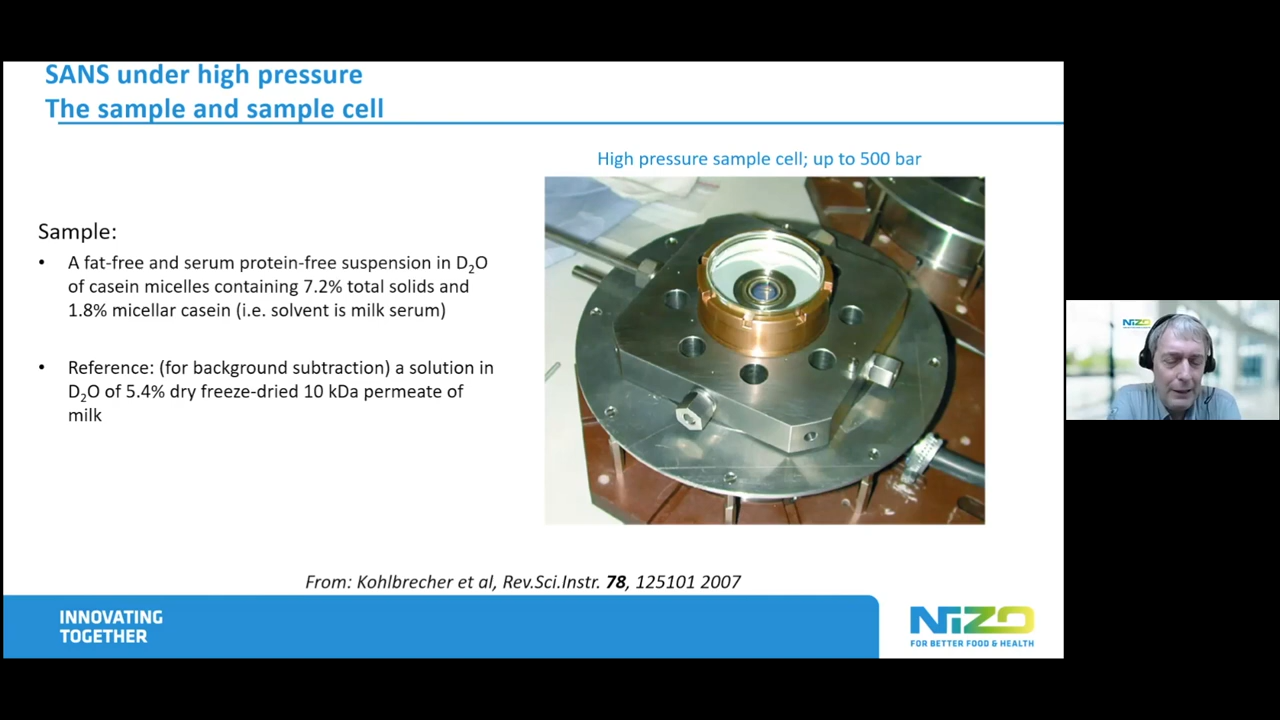 SANS under high pressure
The sample and sample cell
High pressure sample cell; up to 500 bar
Sample:
• A fat-free and serum protein-free suspension in D₂O
of casein micelles containing 7.2% total solids and
1.8% micellar casein (i.e. solvent is milk serum)
• Reference: (for background subtraction) a solution in
D₂O of 5.4% dry freeze-dried 10 kDa permeate of
milk
From: Kohlbrecher et al, Rev.Sci.Instr. 78, 125101 2007
INNOVATING
TOGETHER
NIZO
FOR BETTER FOOD & HEALTH
NIZO